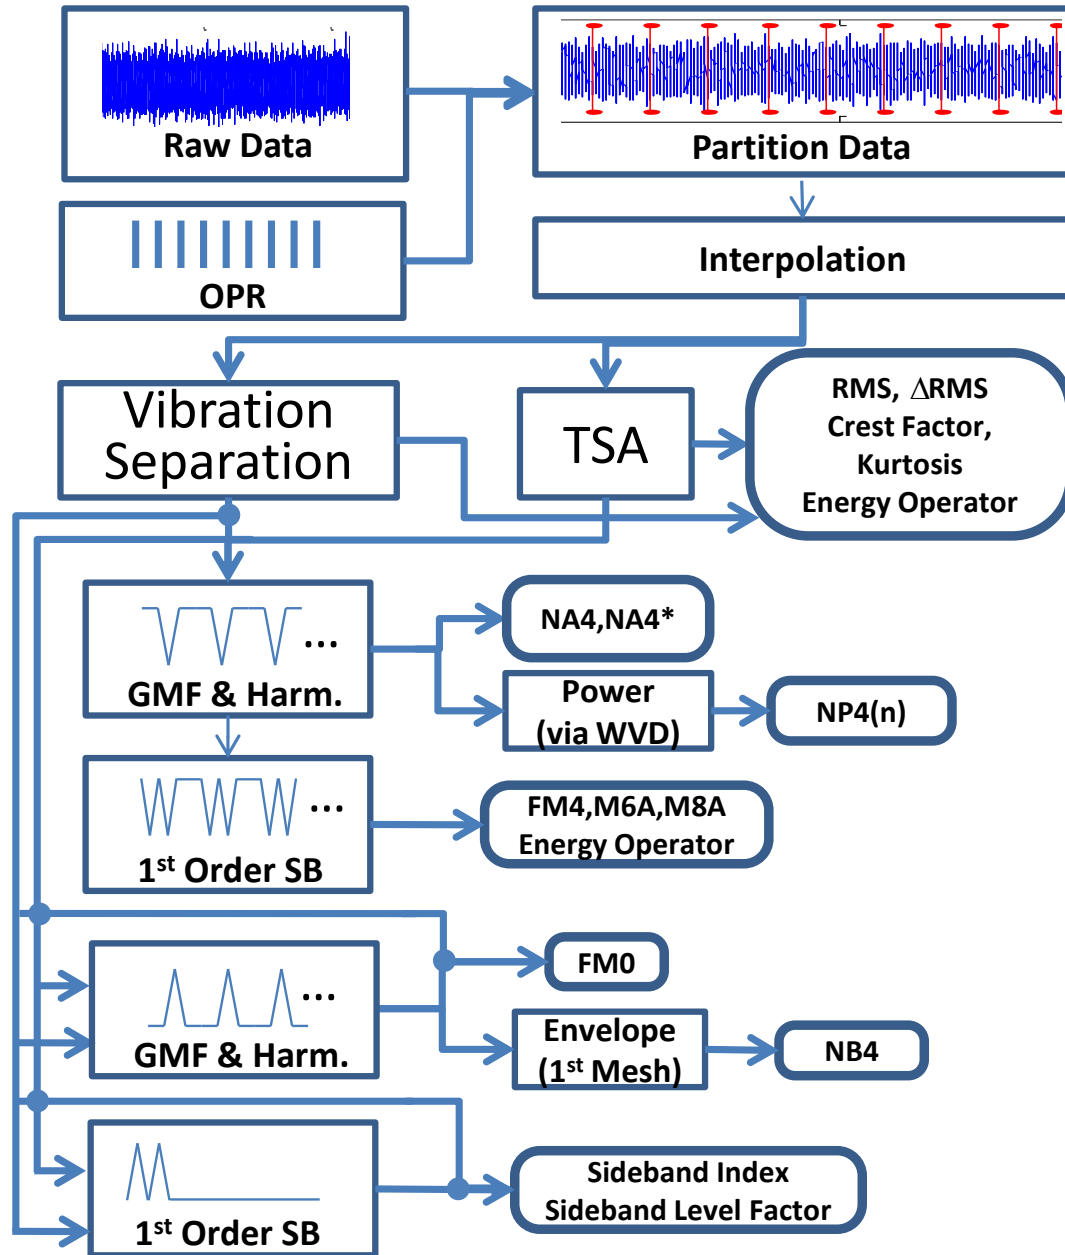 Raw Data
Partition Data
OPR
Interpolation
Vibration
Separation
TSA
RMS, ΔRMS
Crest Factor,
Kurtosis
Energy Operator
...
GMF & Harm.
NA4,NA4*
Power
(via WVD)
NP4(n)
...
1st Order SB
FM4,M6A,M8A
Energy Operator
...
GMF & Harm.
FM0
Envelope
(1st Mesh)
NB4
1st Order SB
Sideband Index
Sideband Level Factor